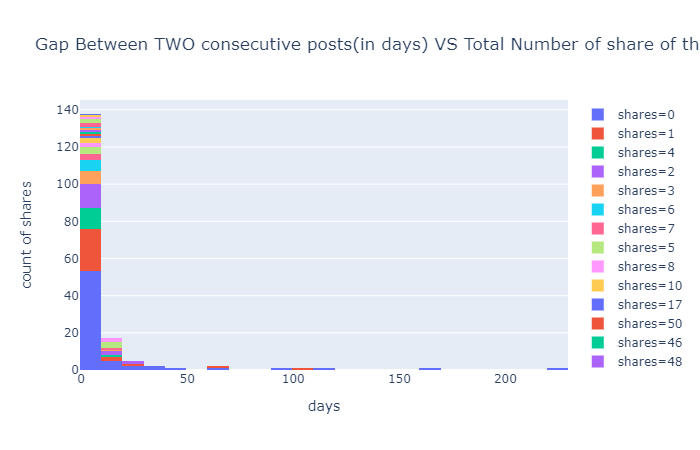 Gap Between TWO consecutive posts(in days) VS Total Number of share of th
140
120
100
80
60
40
20
0
count of shares
0
50
100
150
200
days
shares=0
shares=1
shares=4
shares=2
shares=3
shares=6
shares=7
shares=5
shares=8
shares=10
shares=17
shares=50
shares=46
shares=48